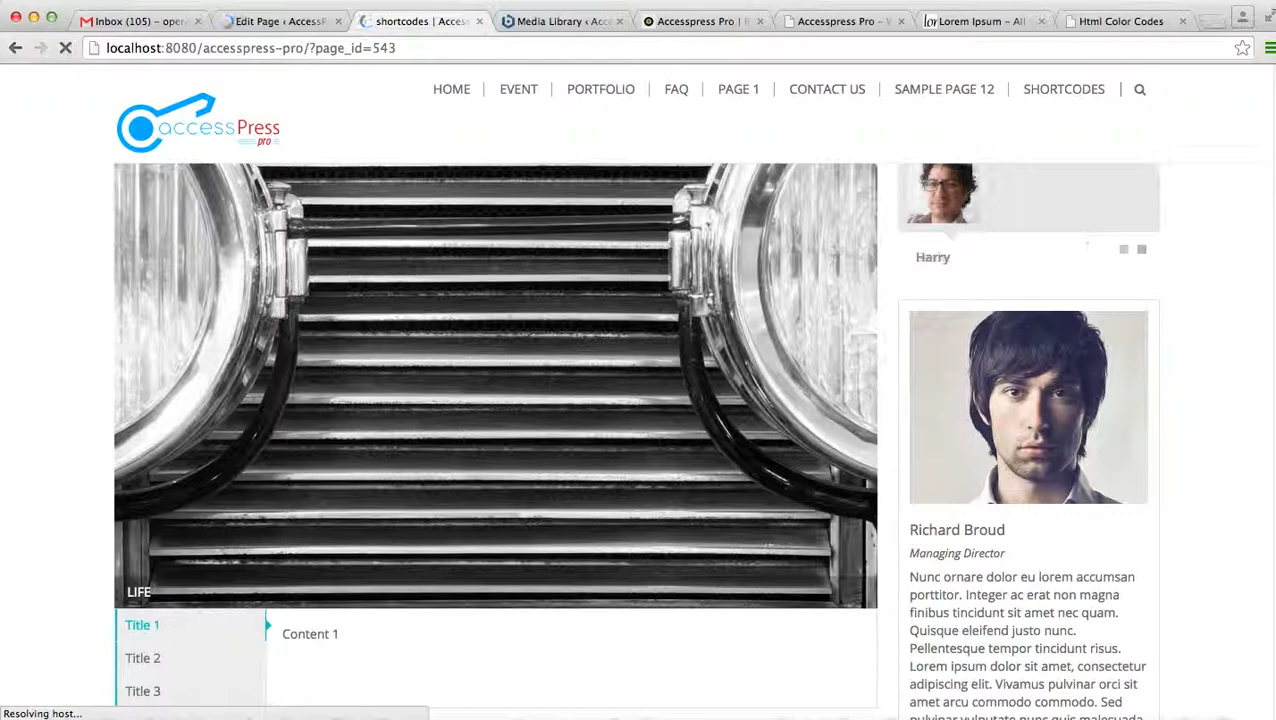 Inbox (105) – oper
Edit Page ‹ AccessP
shortcodes | Acces
Media Library ‹ Acce
Accesspress Pro |
Accesspress Pro –
Lorem Ipsum – All
Html Color Codes
localhost:8080/accesspress-pro/?page_id=543
HOME
EVENT
PORTFOLIO
FAQ
PAGE 1
CONTACT US
SAMPLE PAGE 12
SHORTCODES
accessPress
pro
Harry
LIFE
Title 1
Content 1
Title 2
Title 3
Richard Broud
Managing Director
Nunc ornare dolor eu lorem accumsan
porttitor. Integer ac erat non magna
finibus tincidunt sit amet nec quam.
Quisque eleifend justo nunc.
Pellentesque tempor tincidunt risus.
Lorem ipsum dolor sit amet, consectetur
adipiscing elit. Vivamus pulvinar orci sit
amet arcu commodo commodo. Sed
Resolving host...